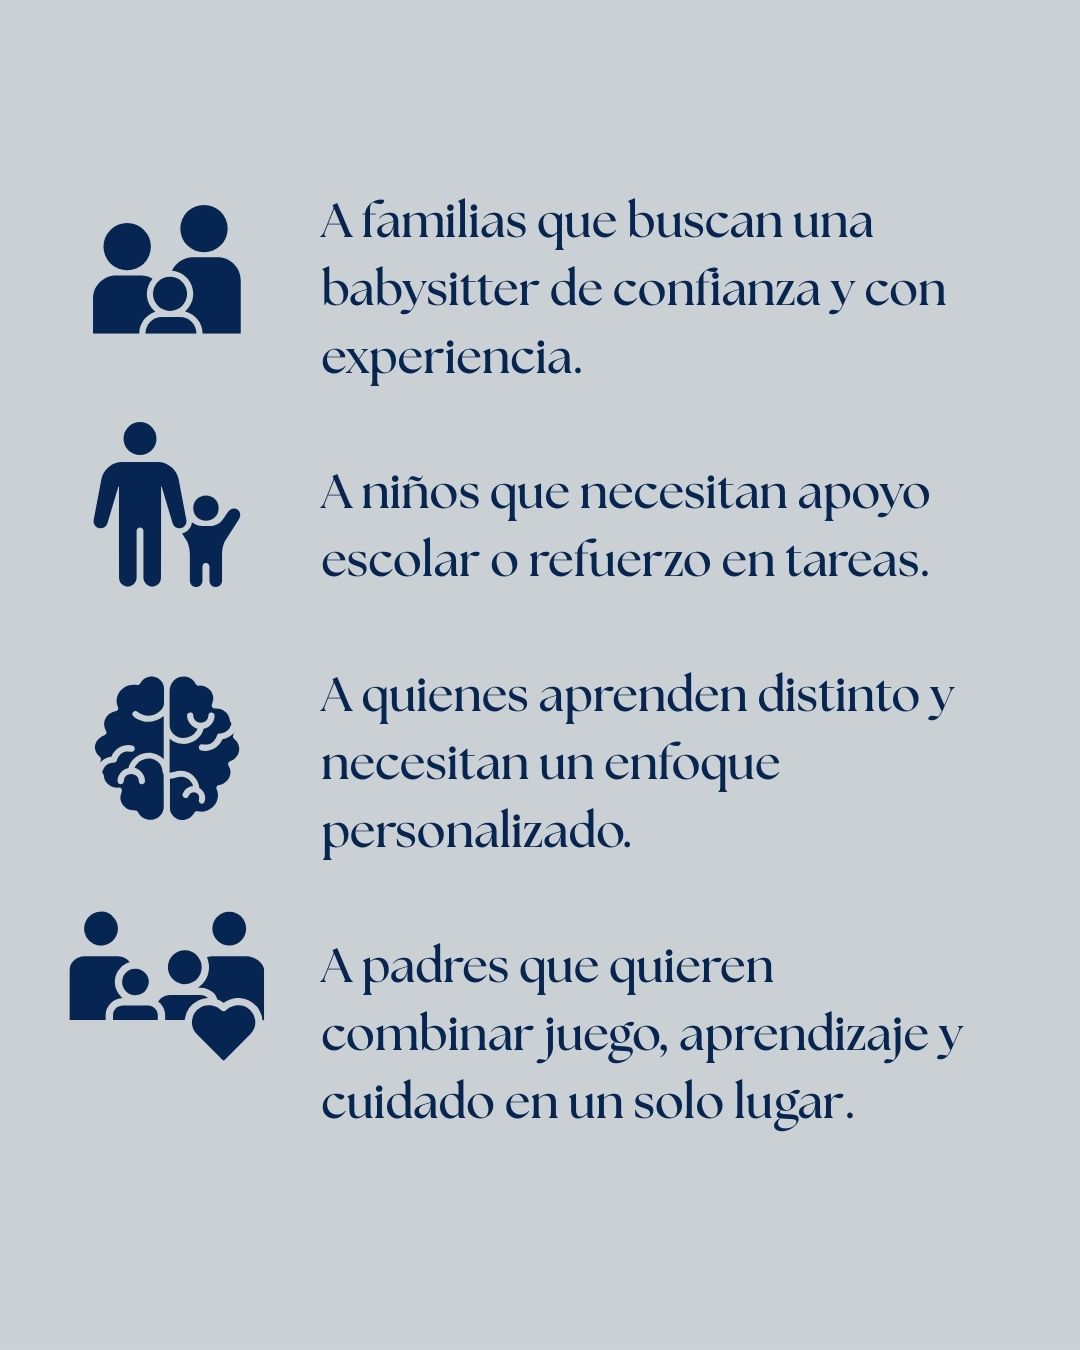 A familias que buscan una
babysitter de confianza y con
experiencia.
A niños que necesitan apoyo
escolar o refuerzo en tareas.
A quienes aprenden distinto y
necesitan un enfoque
personalizado.
A padres que quieren
combinar juego, aprendizaje y
cuidado en un solo lugar.